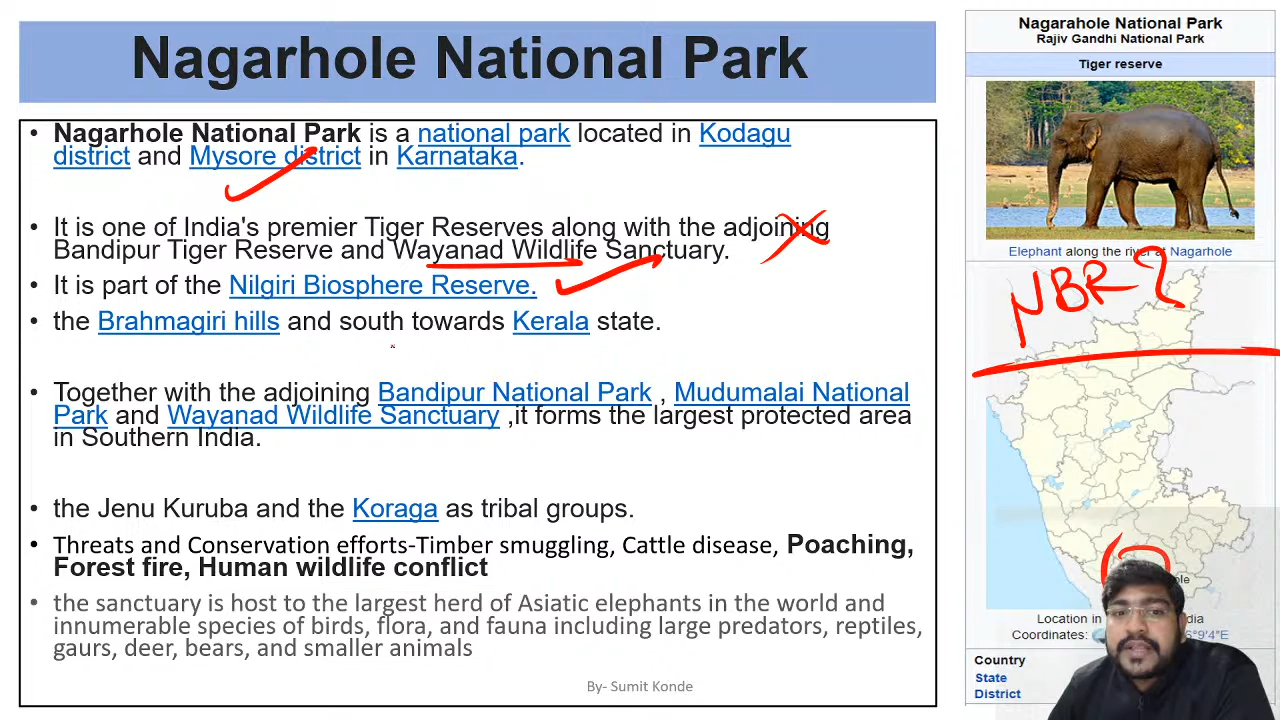 Nagarhole National Park
• Nagarhole National Park is a national park located in Kodagu
district and Mysore district in Karnataka.
• It is one of India's premier Tiger Reserves along with the adjoining
Bandipur Tiger Reserve and Wayanad Wildlife Sanctuary.
• It is part of the Nilgiri Biosphere Reserve.
• the Brahmagiri hills and south towards Kerala state.
• Together with the adjoining Bandipur National Park , Mudumalai National
Park and Wayanad Wildlife Sanctuary ,it forms the largest protected area
in Southern India.
• the Jenu Kuruba and the Koraga as tribal groups.
• Threats and Conservation efforts-Timber smuggling, Cattle disease, Poaching,
Forest fire, Human wildlife conflict
• the sanctuary is host to the largest herd of Asiatic elephants in the world and
innumerable species of birds, flora, and fauna including large predators, reptiles,
gaurs, deer, bears, and smaller animals
By- Sumit Konde
Nagarahole National Park
Rajiv Gandhi National Park
Tiger reserve
Elephant along the river at Nagarhole
NBR ?
Location in
Coordinates: 6°9′4″E
Country
State
District